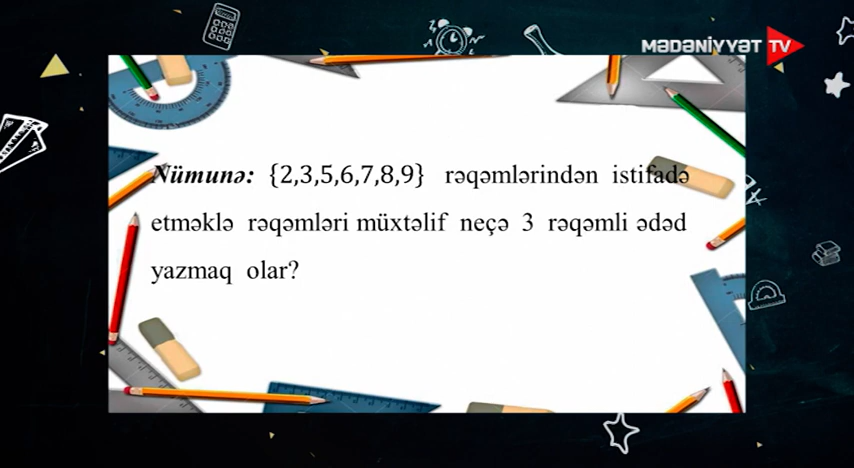 MƏDƏNİYYƏT TV
Nümunə: {2,3,5,6,7,8,9} rəqəmlərindən istifadə
etməklə rəqəmləri müxtəlif neçə 3 rəqəmli ədəd
yazmaq olar?